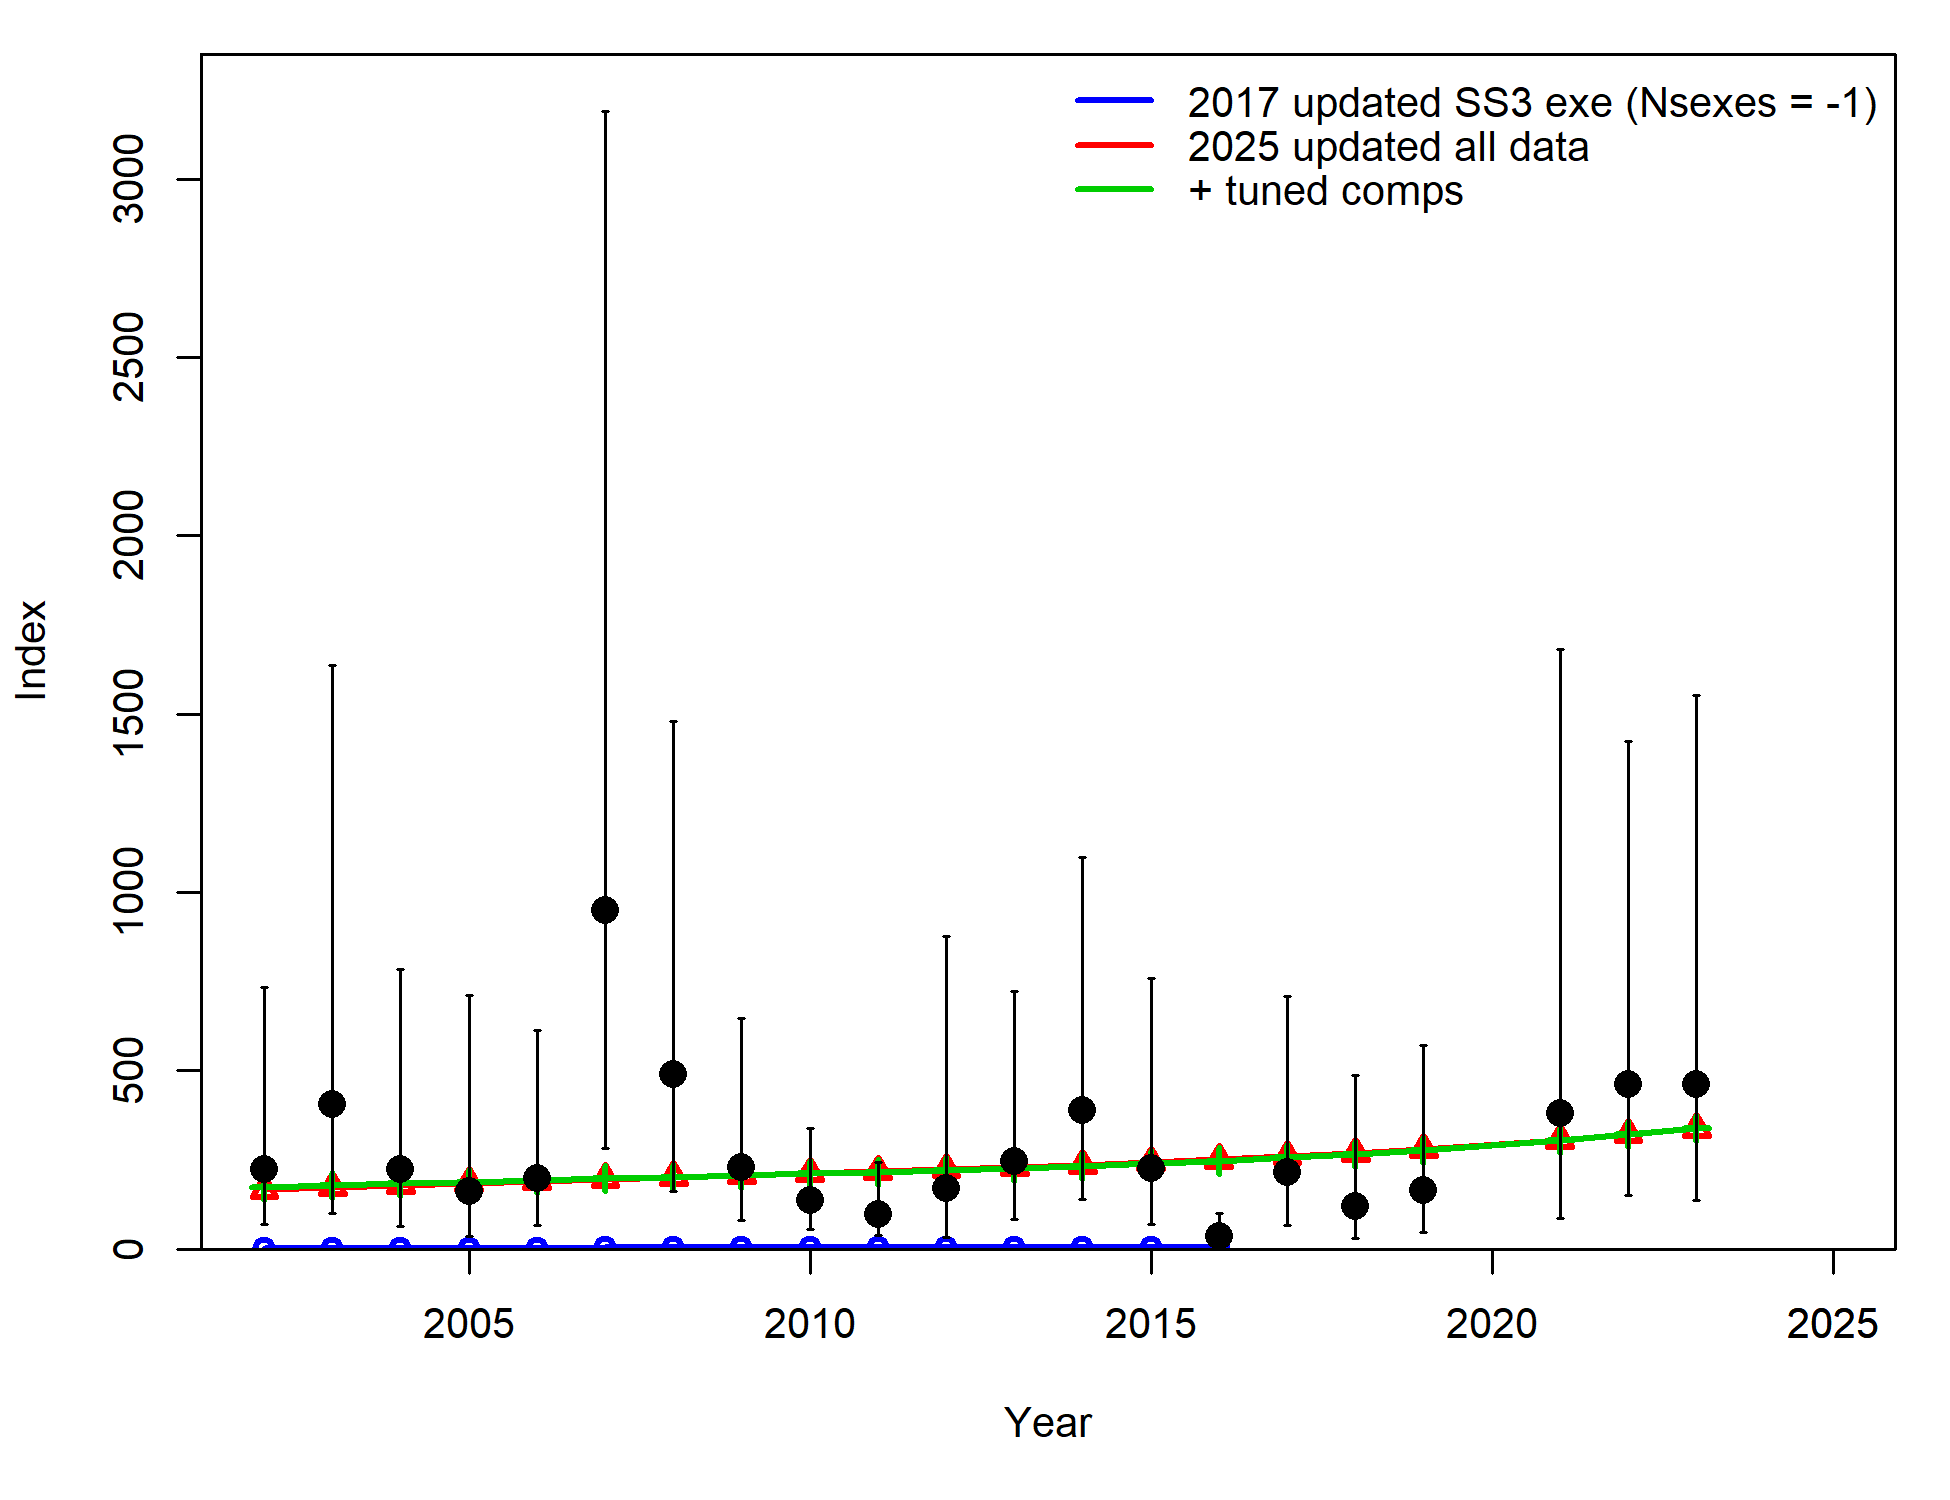 2017 updated SS3 exe (Nsexes = -1)
2025 updated all data
+ tuned comps
3000
2500
2000
1500
1000
500
0
Index
2005 2010 2015 2020 2025
Year